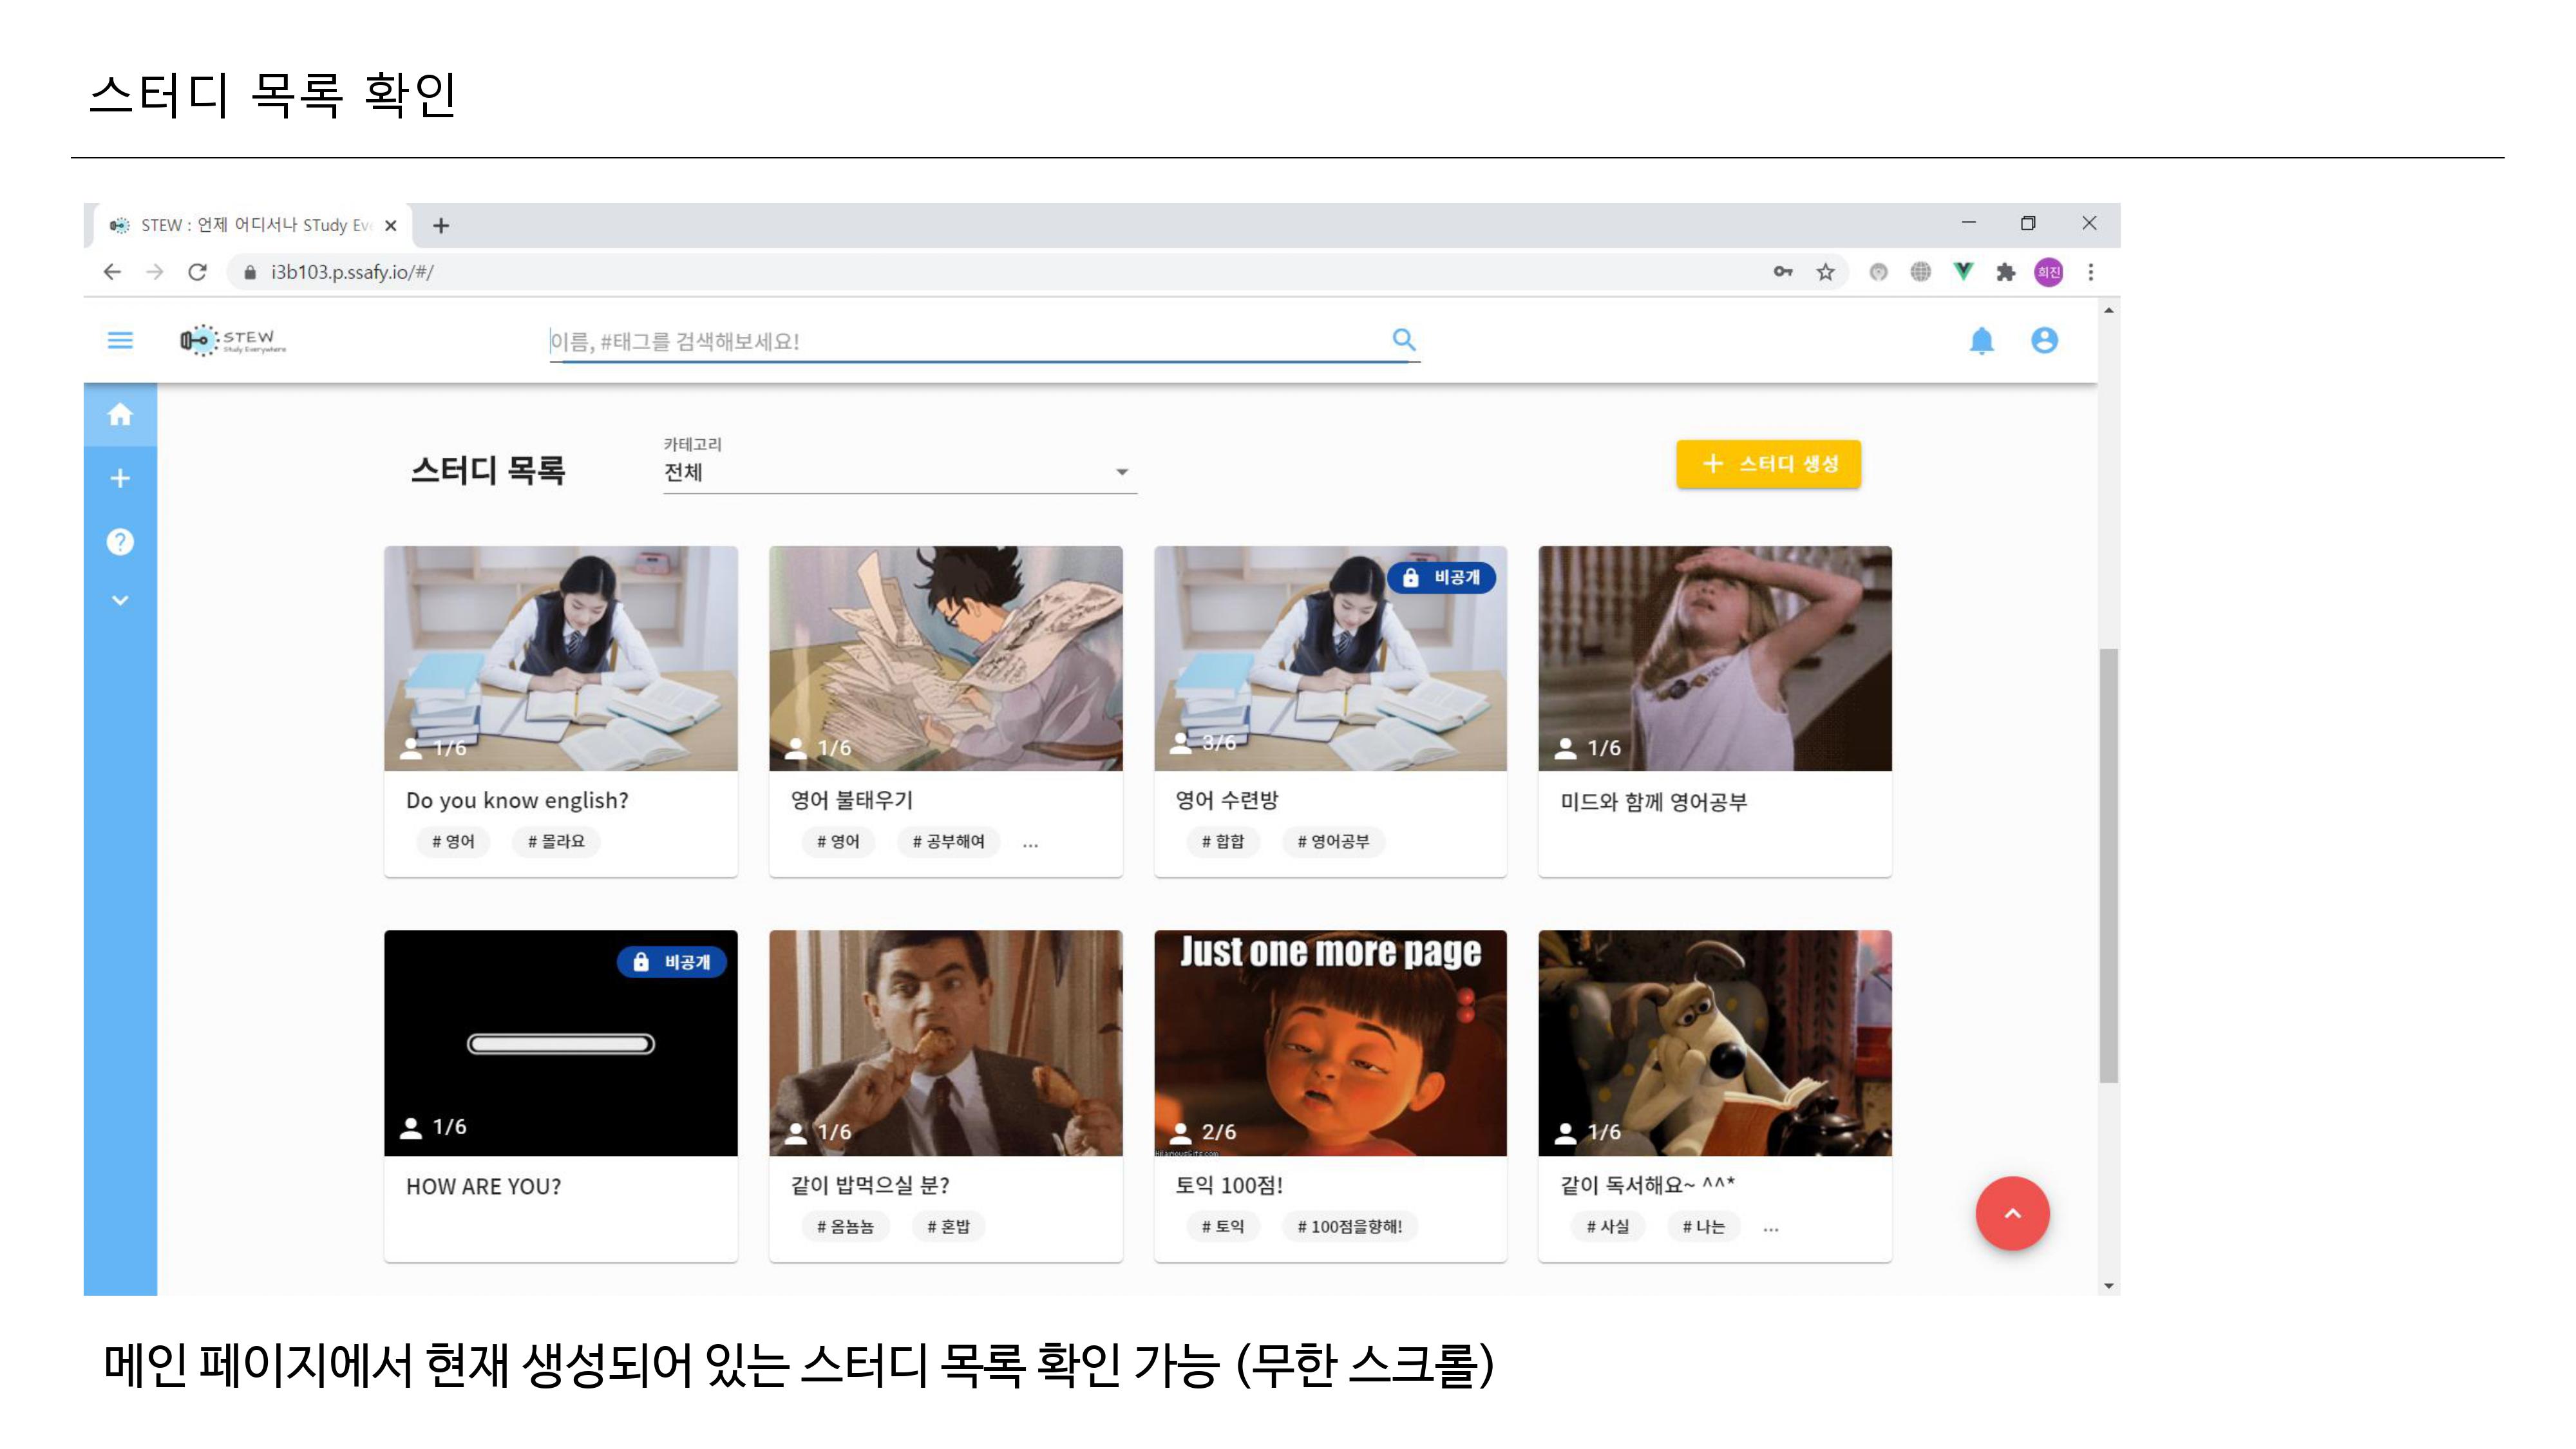 스터디 목록 확인
STEW : 언제 어디서나 STudy Eve
i3b103.p.ssafy.io/#/
희진
STEW
Study Everywhere
이름, #태그를 검색해보세요!
스터디 목록
카테고리
전체
스터디 생성
1/6
1/6
비공개
3/6
1/6
Do you know english?
영어 불태우기
영어 수련방
미드와 함께 영어공부
# 영어 # 몰라요
# 영어 # 공부해여 ...
# 합합 # 영어공부
비공개
1/6
1/6
Just one more page
2/6
HilariousGifs.com
1/6
HOW ARE YOU?
같이 밥먹으실 분?
토익 100점!
같이 독서해요~ ^^*
# 옴뇸뇸 # 혼밥
# 토익 # 100점을향해!
# 사실 # 나는 ...
메인 페이지에서 현재 생성되어 있는 스터디 목록 확인 가능 (무한 스크롤)